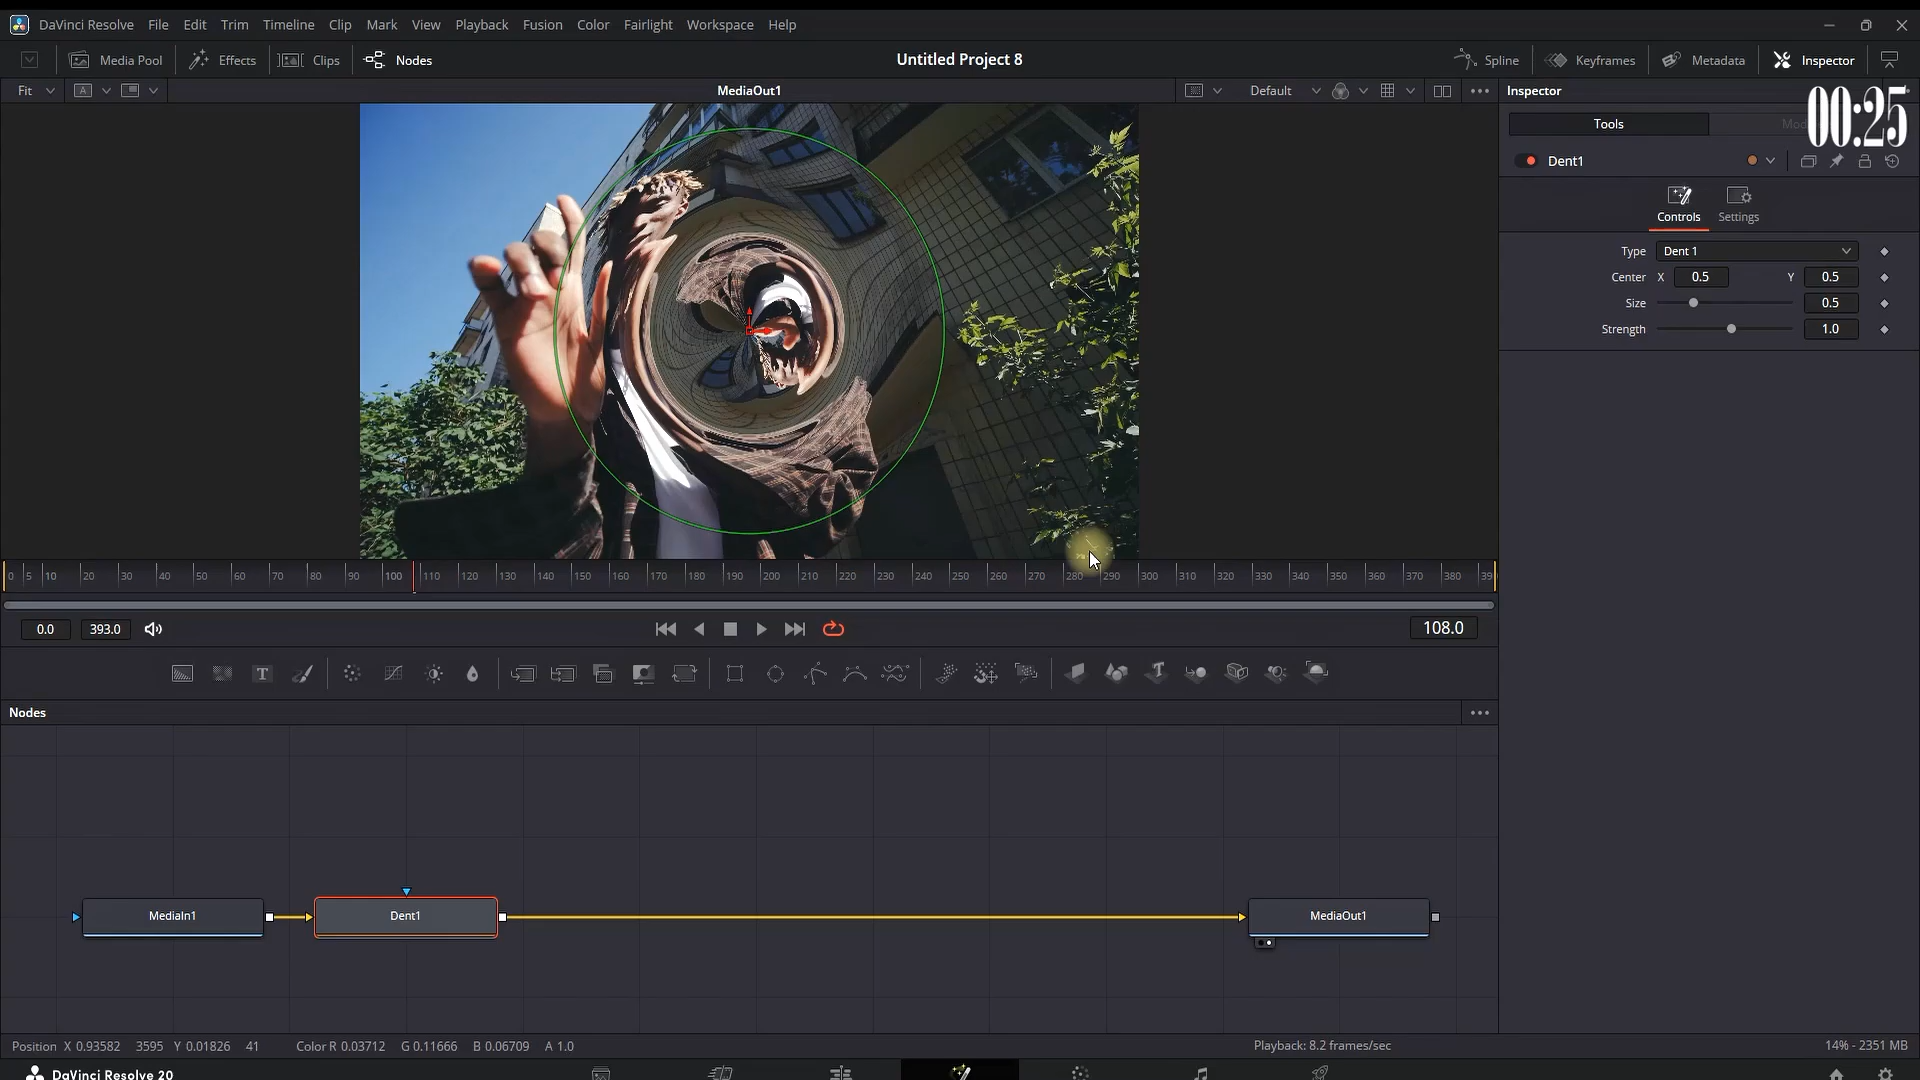 DaVinci Resolve File Edit Trim Timeline Clip Mark View Playback Fusion Color Fairlight Workspace Help
Media Pool Effects Clips Nodes Untitled Project 8 Spline Keyframes Metadata Inspector
Fit A MediaOut1 Default Inspector
00:25
Tools
Dent1
Controls Settings
Type Dent 1
Center X 0.5 Y 0.5
Size 0.5
Strength 1.0
0 5 10 20 30 40 50 60 70 80 90 100 110 120 130 140 150 160 170 180 190 200 210 220 230 240 250 260 270 280 290 300 310 320 330 340 350 360 370 380 39
0.0 393.0 108.0
Nodes
MediaIn1 Dent1 MediaOut1
Position X 0.93582 3595 Y 0.01826 41 Color R 0.03712 G 0.11666 B 0.06709 A 1.0 Playback: 8.2 frames/sec 14% - 2351 MB
DaVinci Resolve 20